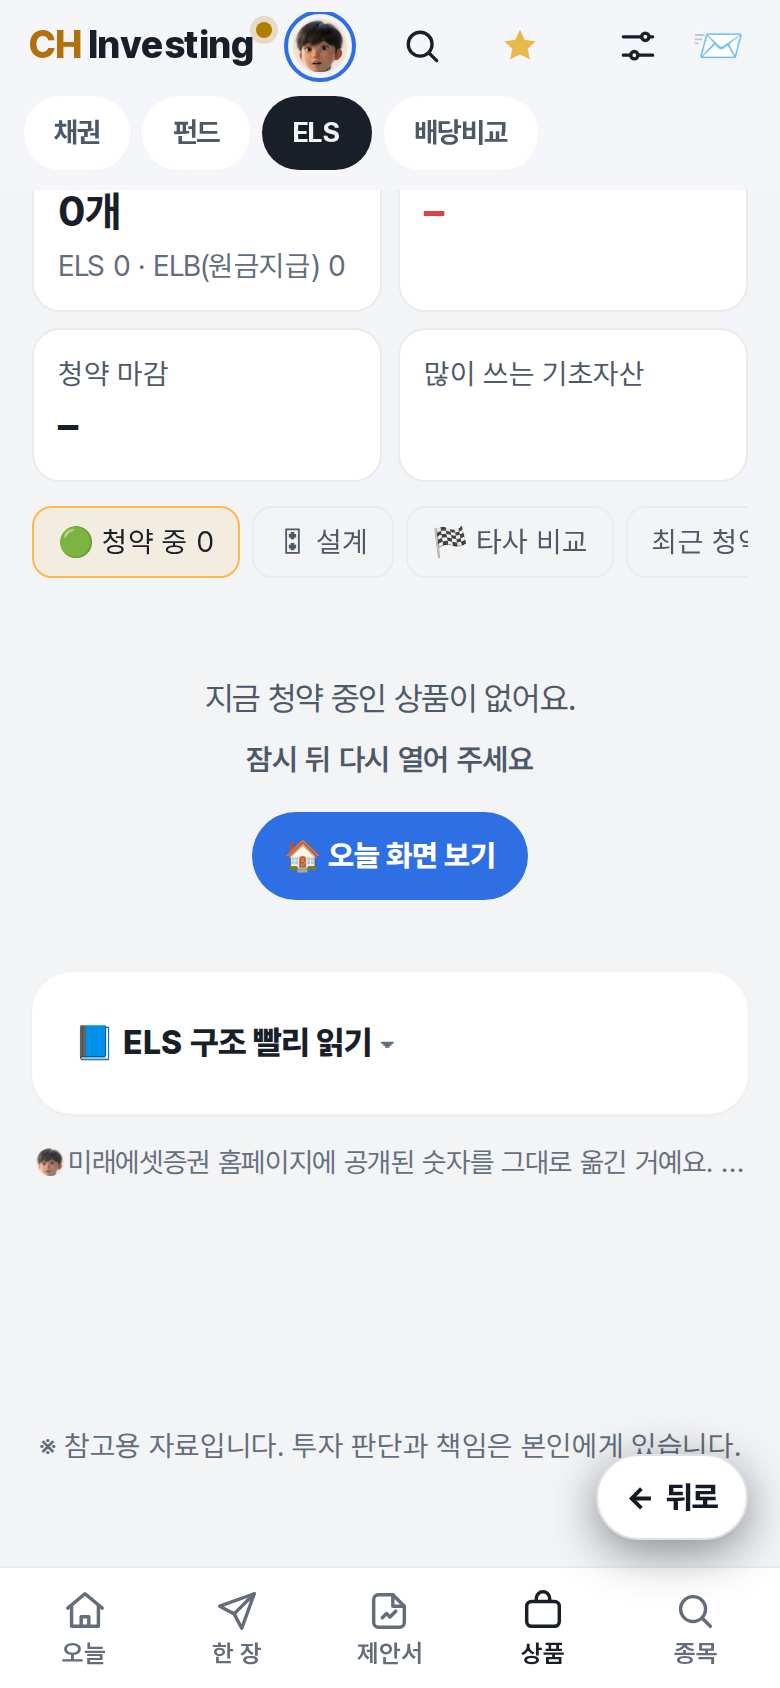 CH Investing
채권 펀드 ELS 배당비교
0개
–
ELS 0 · ELB(원금지급) 0
청약 마감
–
많이 쓰는 기초자산
청약 중 0 설계 타사 비교 최근 청약
지금 청약 중인 상품이 없어요.
잠시 뒤 다시 열어 주세요
오늘 화면 보기
ELS 구조 빨리 읽기
미래에셋증권 홈페이지에 공개된 숫자를 그대로 옮긴 거예요. ...
※ 참고용 자료입니다. 투자 판단과 책임은 본인에게 있습니다.
← 뒤로
오늘 한 장 제안서 상품 종목